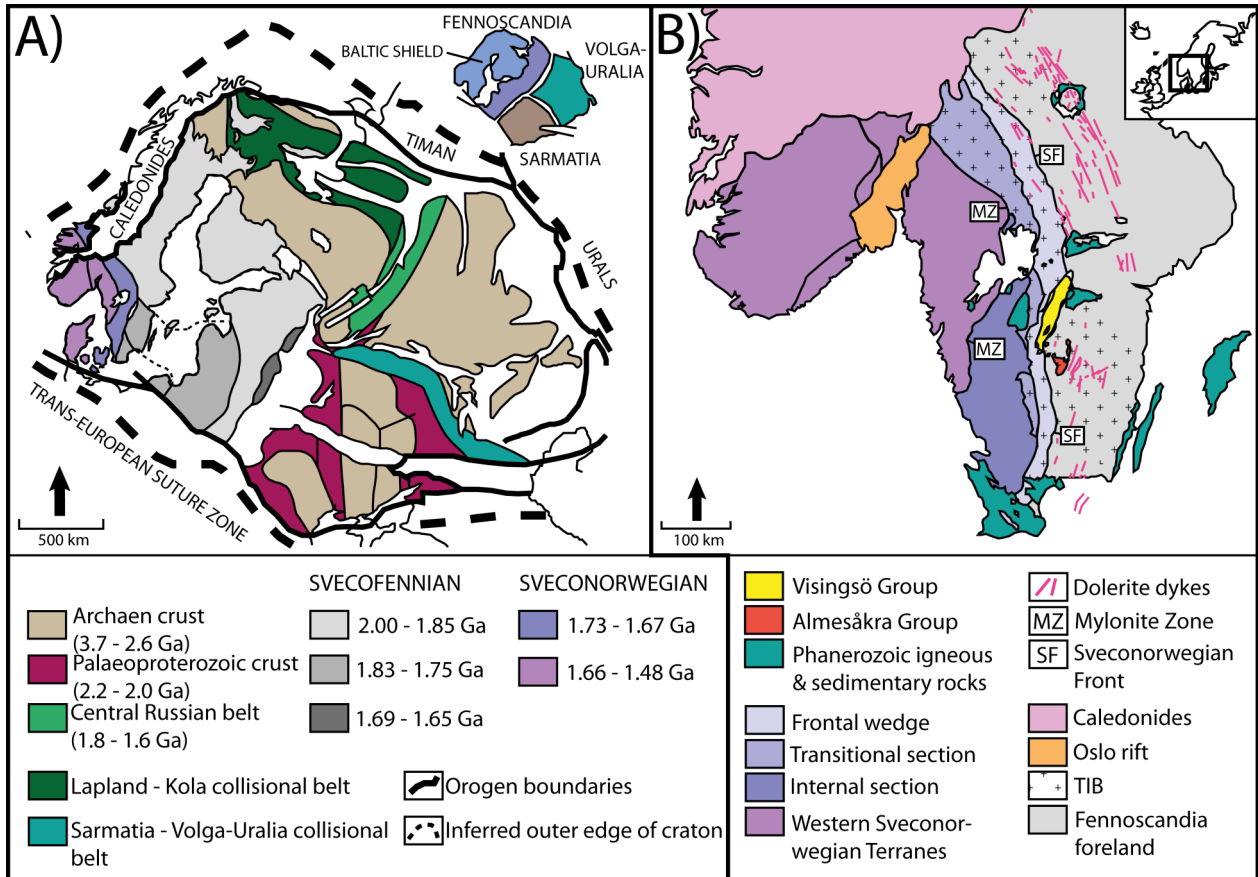 A)
FENNOSCANDIA
BALTIC SHIELD
VOLGA-
URALIA
SARMATIA
TIMAN
CALEDONIDES
URALS
TRANS-EUROPEAN SUTURE ZONE
500 km
B)
SF
MZ
MZ
SF
100 km
SVECOFENNIAN
SVECONORWEGIAN
Archaen crust
(3.7 - 2.6 Ga)
Palaeoproterozoic crust
(2.2 - 2.0 Ga)
Central Russian belt
(1.8 - 1.6 Ga)
2.00 - 1.85 Ga
1.83 - 1.75 Ga
1.69 - 1.65 Ga
1.73 - 1.67 Ga
1.66 - 1.48 Ga
Lapland - Kola collisional belt
Sarmatia - Volga-Uralia collisional
belt
Orogen boundaries
Inferred outer edge of craton
Visingsö Group
Almesåkra Group
Phanerozoic igneous
& sedimentary rocks
Frontal wedge
Transitional section
Internal section
Western Sveconor-
wegian Terranes
Dolerite dykes
MZ Mylonite Zone
SF Sveconorwegian
Front
Caledonides
Oslo rift
TIB
Fennoscandia
foreland